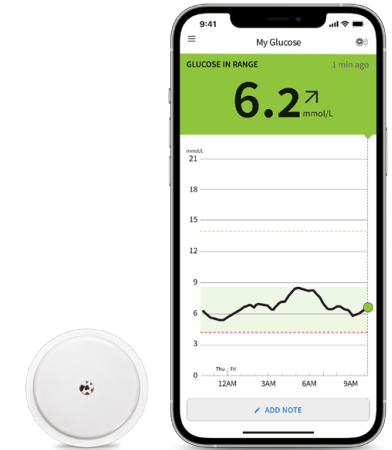 9:41
My Glucose
GLUCOSE IN RANGE 1 min ago
6.2
mmol/L
mmol/L
21
18
15
12
9
6
3
0
Thu Fri
12AM 3AM 6AM 9AM
ADD NOTE